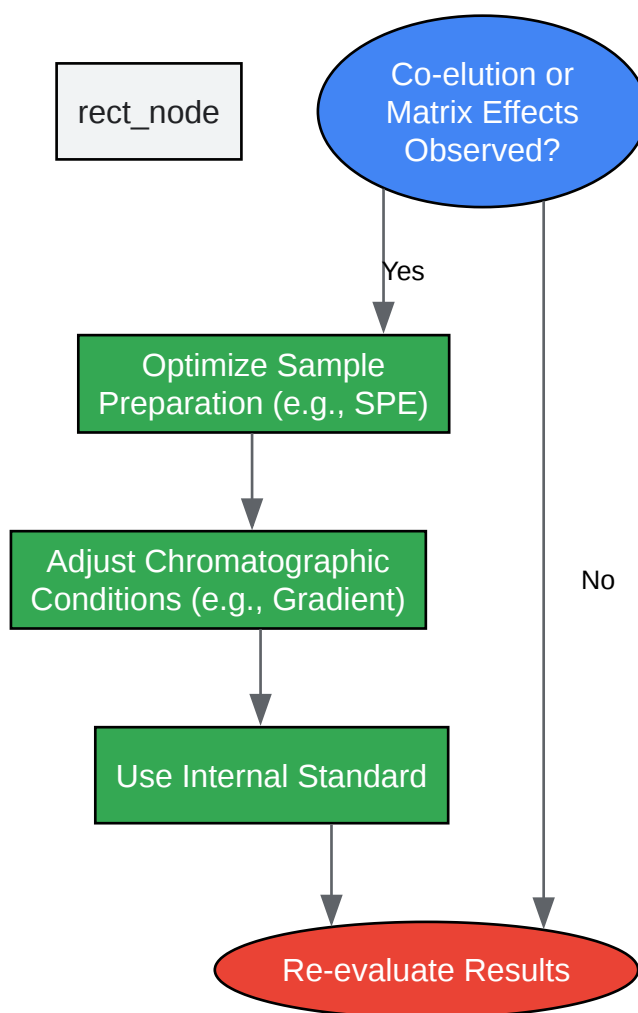 rect_node
Co-elution or
Matrix Effects
Observed?
Yes
Optimize Sample
Preparation (e.g., SPE)
Adjust Chromatographic
Conditions (e.g., Gradient)
No
Use Internal Standard
Re-evaluate Results